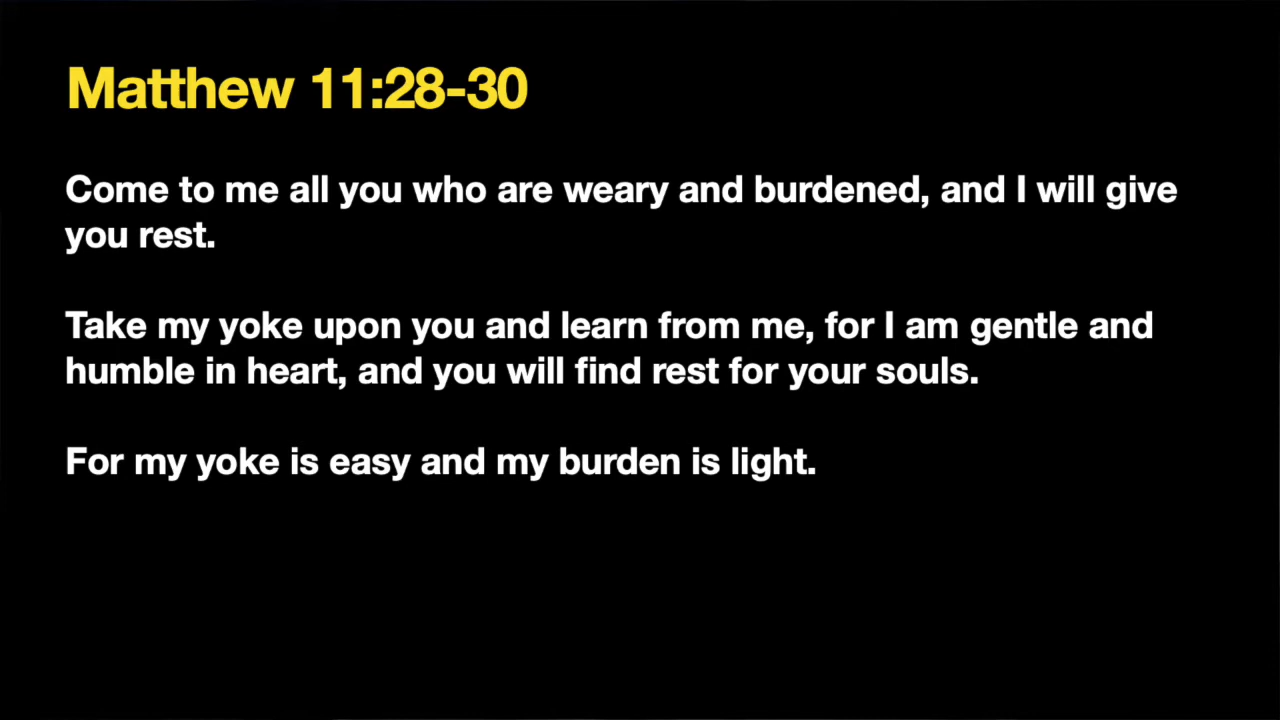 Matthew 11:28-30
Come to me all you who are weary and burdened, and I will give
you rest.
Take my yoke upon you and learn from me, for I am gentle and
humble in heart, and you will find rest for your souls.
For my yoke is easy and my burden is light.